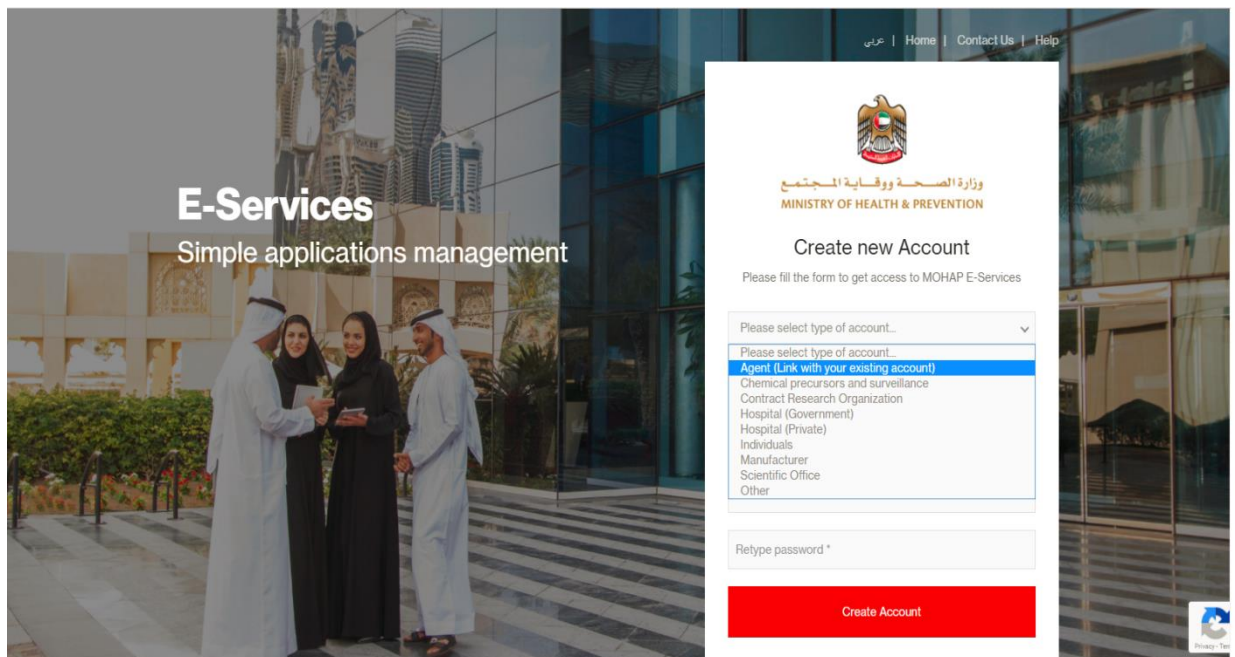 عربي | Home | Contact Us | Help
وزارة الصحة ووقاية المجتمع
MINISTRY OF HEALTH & PREVENTION
E-Services
Simple applications management
Create new Account
Please fill the form to get access to MOHAP E-Services
Please select type of account...
Please select type of account...
Agent (Link with your existing account)
Chemical precursors and surveillance
Contract Research Organization
Hospital (Government)
Hospital (Private)
Individuals
Manufacturer
Scientific Office
Other
Retype password *
Create Account
Privacy -